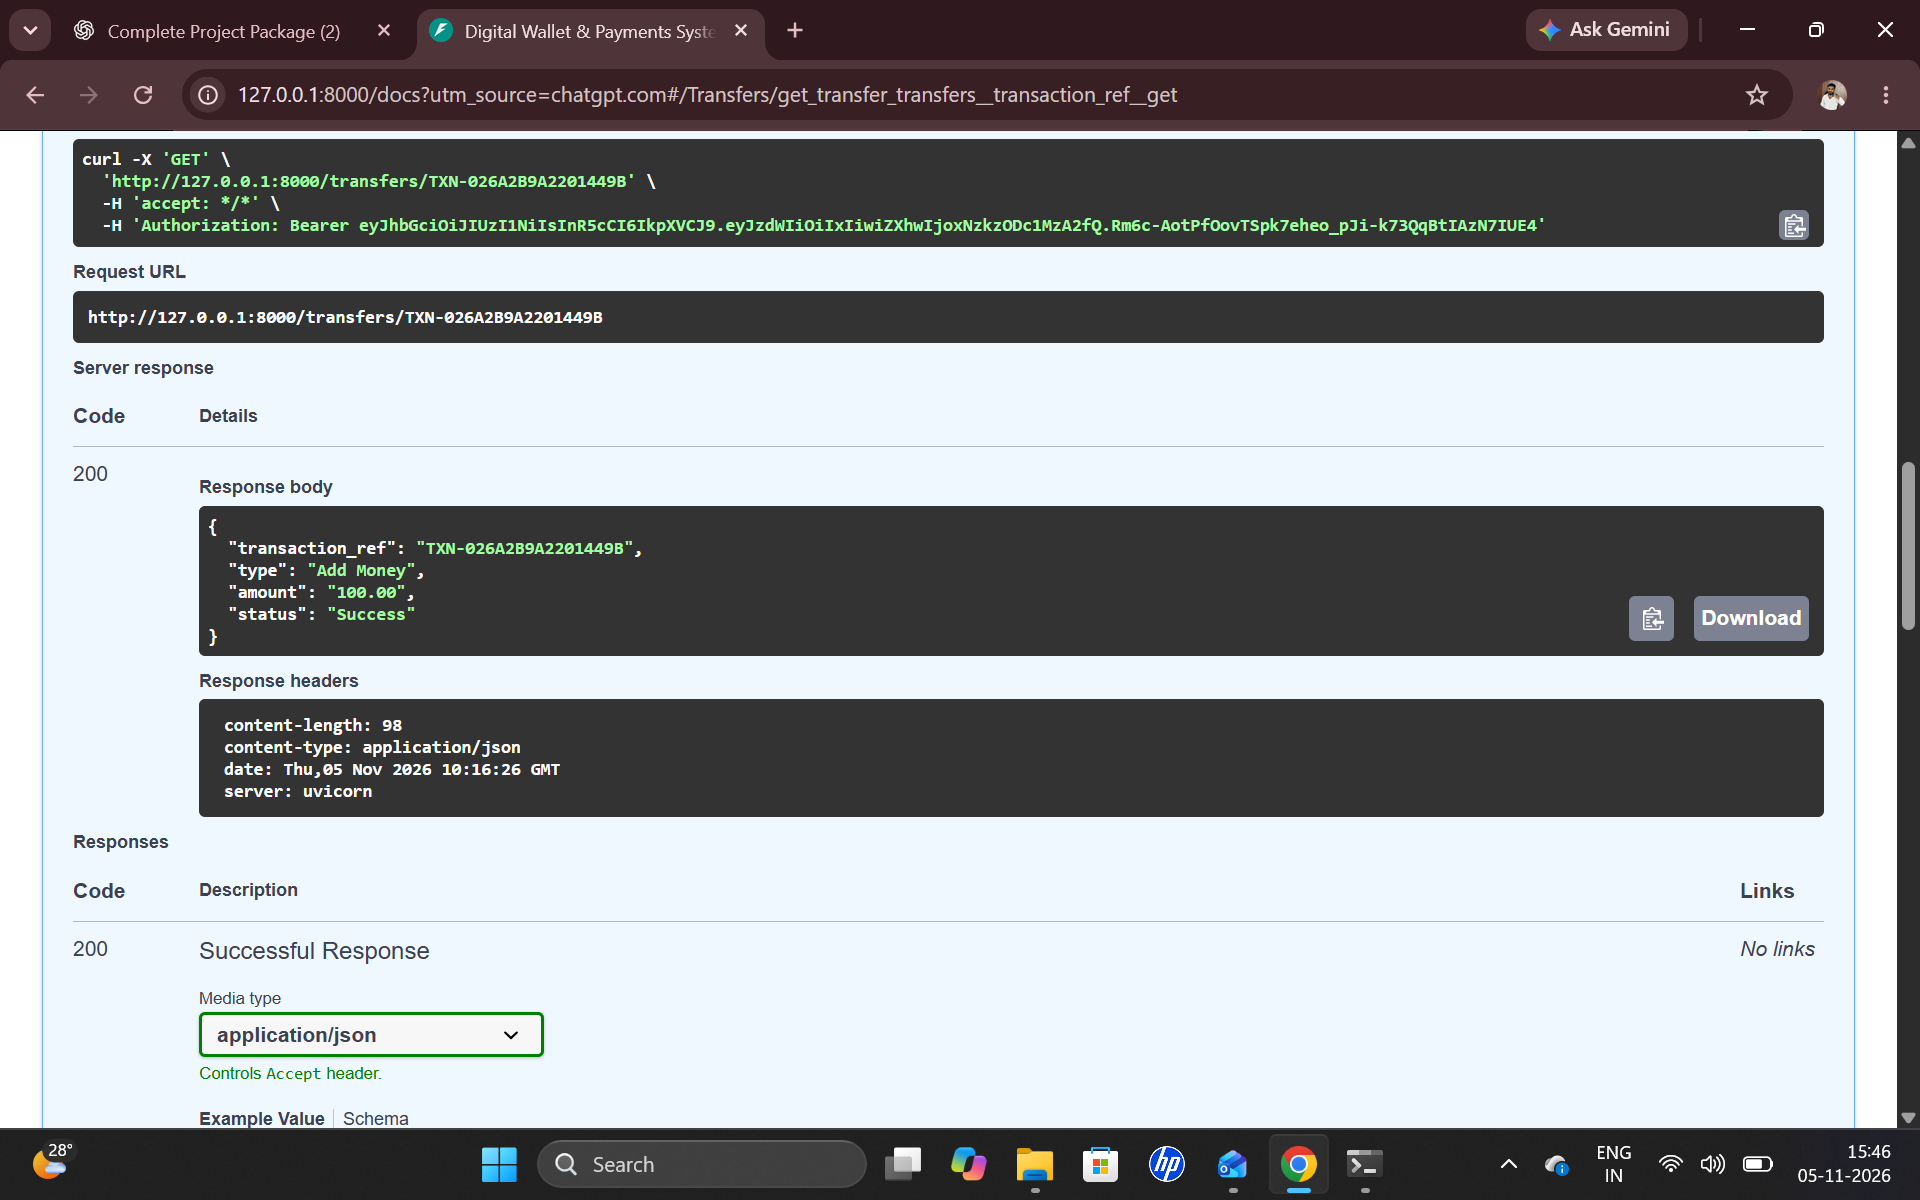 Complete Project Package (2)
Digital Wallet & Payments Syste
Ask Gemini
127.0.0.1:8000/docs?utm_source=chatgpt.com#/Transfers/get_transfer_transfers__transaction_ref__get
curl -X 'GET' \
'http://127.0.0.1:8000/transfers/TXN-026A2B9A2201449B' \
-H 'accept: */*' \
-H 'Authorization: Bearer eyJhbGciOiJIUzI1NiIsInR5cCI6IkpXVCJ9.eyJzdWIiOiIxIiwiZXhwIjoxNzkzODc1MzA2fQ.Rm6c-AotPfOovTSpk7eheo_pJi-k73QqBtIAzN7IUE4'
Request URL
http://127.0.0.1:8000/transfers/TXN-026A2B9A2201449B
Server response
Code Details
200
Response body
{
"transaction_ref": "TXN-026A2B9A2201449B",
"type": "Add Money",
"amount": "100.00",
"status": "Success"
}
Download
Response headers
content-length: 98
content-type: application/json
date: Thu,05 Nov 2026 10:16:26 GMT
server: uvicorn
Responses
Code Description Links
200 Successful Response No links
Media type
application/json
Controls Accept header.
Example Value Schema
28°
Search
hp
ENG
IN
15:46
05-11-2026